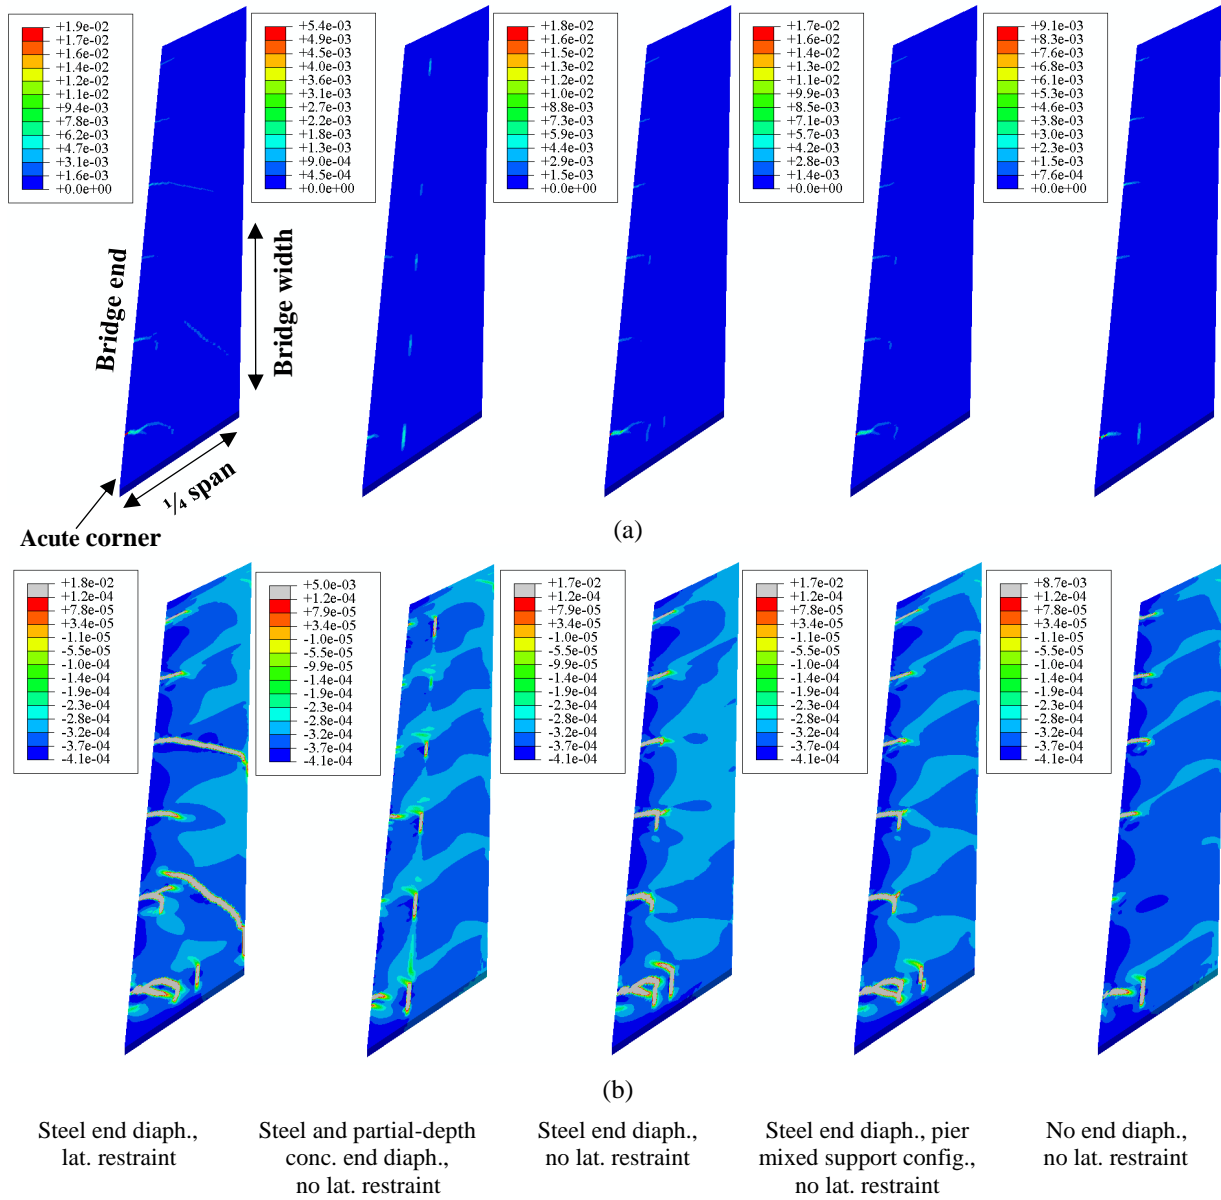 +1.9e-02
+1.7e-02
+1.6e-02
+1.4e-02
+1.2e-02
+1.1e-02
+9.4e-03
+7.8e-03
+6.2e-03
+4.7e-03
+3.1e-03
+1.6e-03
+0.0e+00
+5.4e-03
+4.9e-03
+4.5e-03
+4.0e-03
+3.6e-03
+3.1e-03
+2.7e-03
+2.2e-03
+1.8e-03
+1.3e-03
+9.0e-04
+4.5e-04
+0.0e+00
+1.8e-02
+1.6e-02
+1.5e-02
+1.3e-02
+1.2e-02
+1.0e-02
+8.8e-03
+7.3e-03
+5.9e-03
+4.4e-03
+2.9e-03
+1.5e-03
+0.0e+00
+1.7e-02
+1.6e-02
+1.4e-02
+1.3e-02
+1.1e-02
+9.9e-03
+8.5e-03
+7.1e-03
+5.7e-03
+4.2e-03
+2.8e-03
+1.4e-03
+0.0e+00
+9.1e-03
+8.3e-03
+7.6e-03
+6.8e-03
+6.1e-03
+5.3e-03
+4.6e-03
+3.8e-03
+3.0e-03
+2.3e-03
+1.5e-03
+7.6e-04
+0.0e+00
Bridge end
Bridge width
¼ span
Acute corner
(a)
+1.8e-02
+1.2e-04
+7.8e-05
+3.4e-05
-1.1e-05
-5.5e-05
-1.0e-04
-1.4e-04
-1.9e-04
-2.3e-04
-2.8e-04
-3.2e-04
-3.7e-04
-4.1e-04
+5.0e-03
+1.2e-04
+7.9e-05
+3.4e-05
-1.0e-05
-5.5e-05
-9.9e-05
-1.4e-04
-1.9e-04
-2.3e-04
-2.8e-04
-3.2e-04
-3.7e-04
-4.1e-04
+1.7e-02
+1.2e-04
+7.9e-05
+3.4e-05
-1.0e-05
-5.5e-05
-9.9e-05
-1.4e-04
-1.9e-04
-2.3e-04
-2.8e-04
-3.2e-04
-3.7e-04
-4.1e-04
+1.7e-02
+1.2e-04
+7.9e-05
+3.4e-05
-1.0e-05
-5.5e-05
-1.0e-04
-1.4e-04
-1.9e-04
-2.3e-04
-2.8e-04
-3.2e-04
-3.7e-04
-4.1e-04
+8.7e-03
+1.2e-04
+7.8e-05
+3.4e-05
-1.1e-05
-5.5e-05
-1.0e-04
-1.4e-04
-1.9e-04
-2.3e-04
-2.8e-04
-3.2e-04
-3.7e-04
-4.1e-04
(b)
Steel end diaph.,
lat. restraint
Steel and partial-depth
conc. end diaph.,
no lat. restraint
Steel end diaph.,
no lat. restraint
Steel end diaph., pier
mixed support config.,
no lat. restraint
No end diaph.,
no lat. restraint